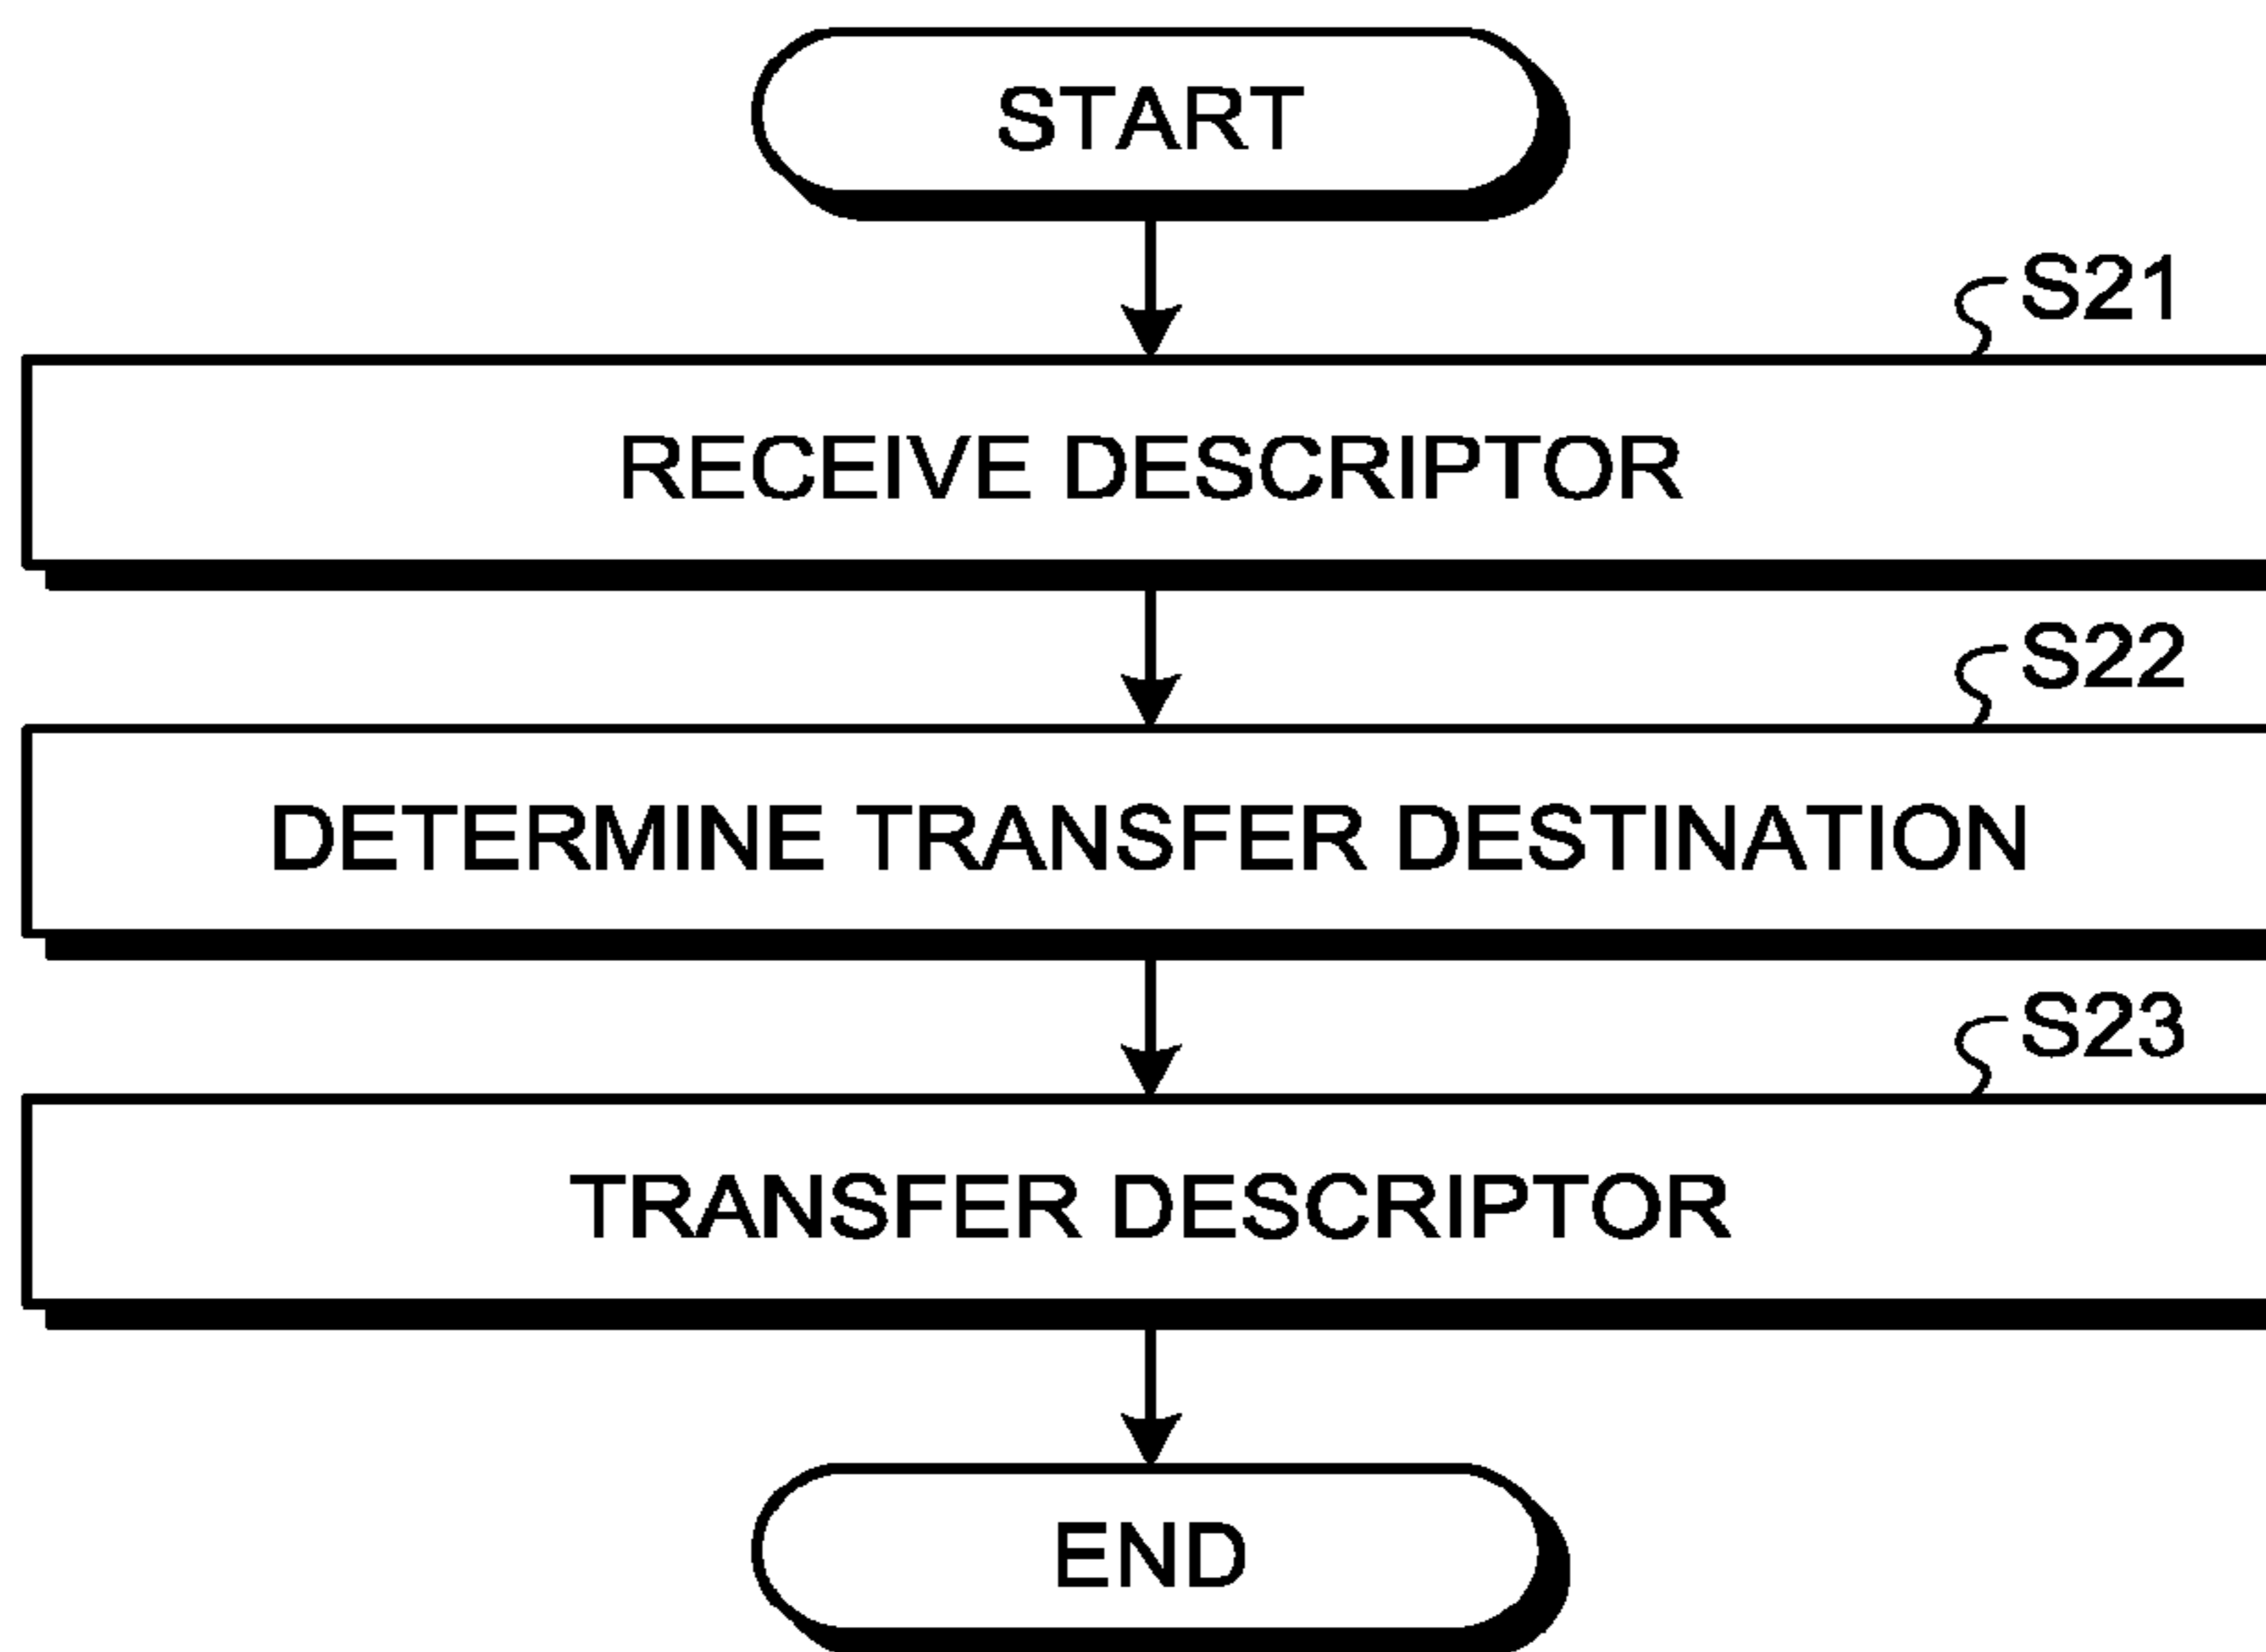 START
S21
RECEIVE DESCRIPTOR
S22
DETERMINE TRANSFER DESTINATION
S23
TRANSFER DESCRIPTOR
END